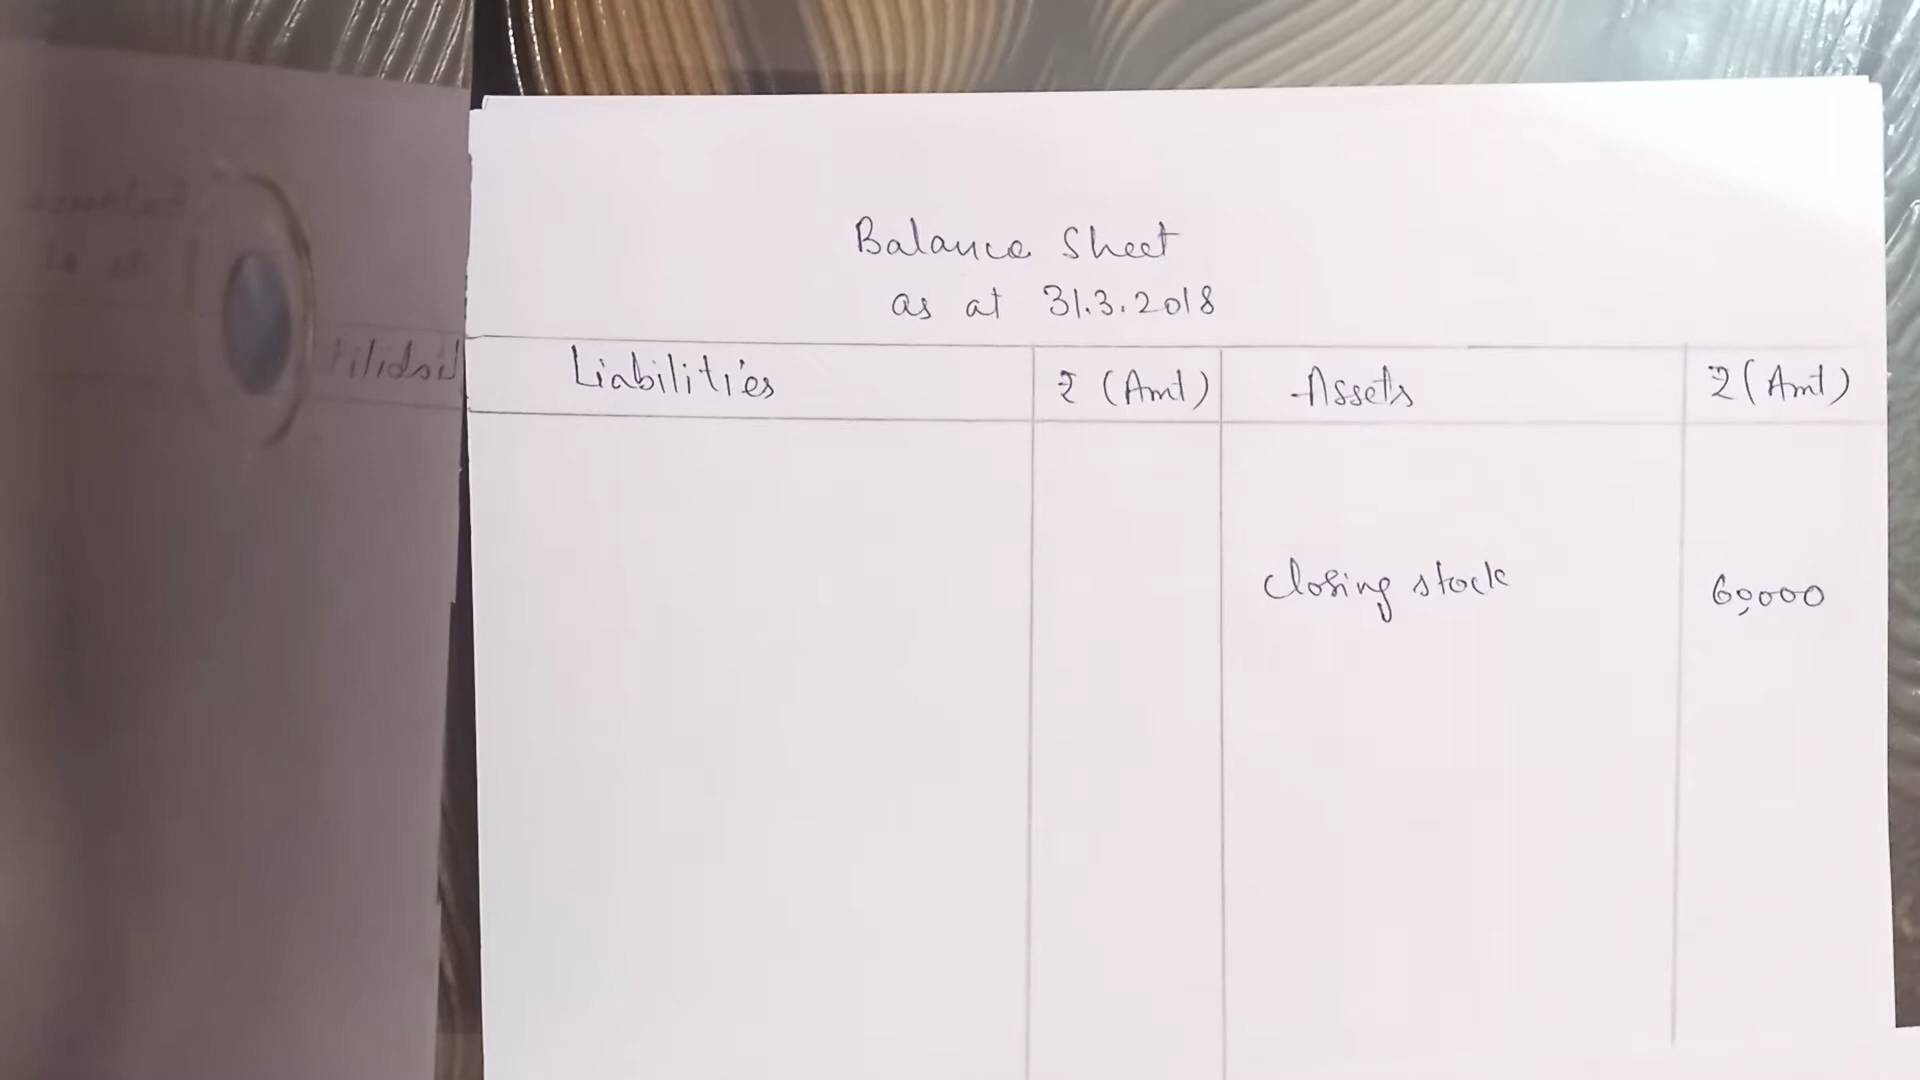 Balance Sheet
as at 31.3.2018
Liabilities ₹ (Amt) Assets ₹ (Amt)
Closing stock 60,000